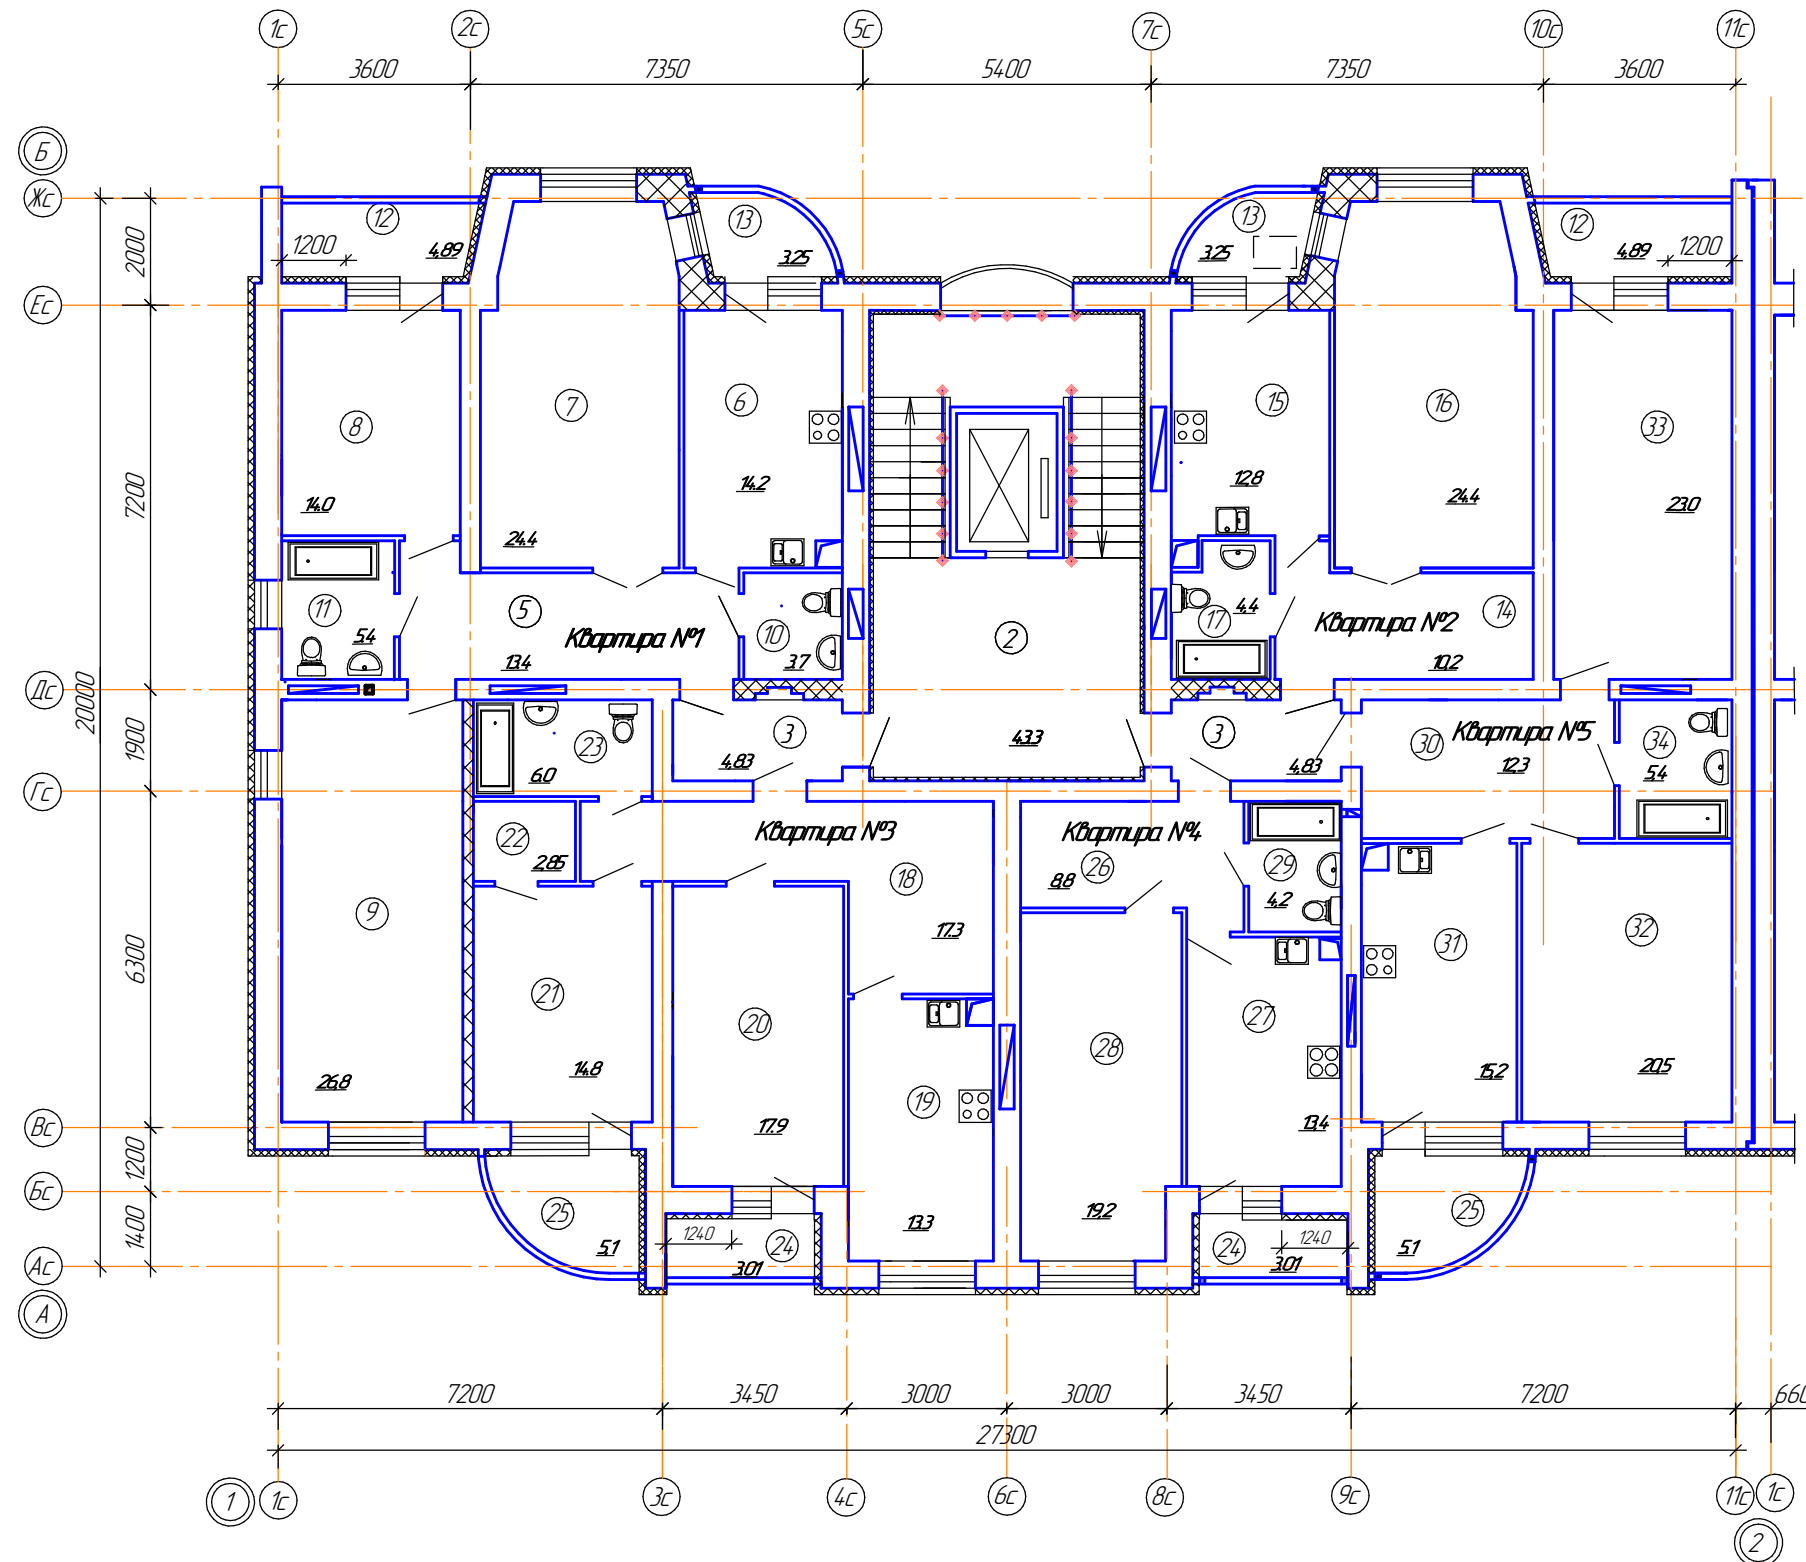 1с 2с 5с 7с 10с 11с
3600 7350 5400 7350 3600
Б
Жс
12 13 13 12
1200 4,89 3.25 3.25 4,89 1200
2000
Ес
8 7 6 15 16 33
14.0 24.4 14.2 12,8 24.4 23.0
7200
20000
11 5 10 2 17 14
5.4 13.4 3.7 4.4 10,2
Квартира №1
Квартира №2
Дс
23 3 3 30 34
6.0 4,83 43.3 4,83 12,3 5,4
Квартира №5
1900
Гс
22 18 26 29
2,85 17.3 8,8 4,2
Квартира №3
Квартира №4
9 21 20 19 28 27 31 32
26,8 14.8 17.9 13.3 19,2 13,4 15,2 20,5
6300
Вс
1200
Бс
25 24 24 25
5,1 1240 3.01 3.01 1240 5.1
1400
Ас
А
7200 3450 3000 3000 3450 7200 660
27300
1 1с 3с 4с 6с 8с 9с 11с 1с
2